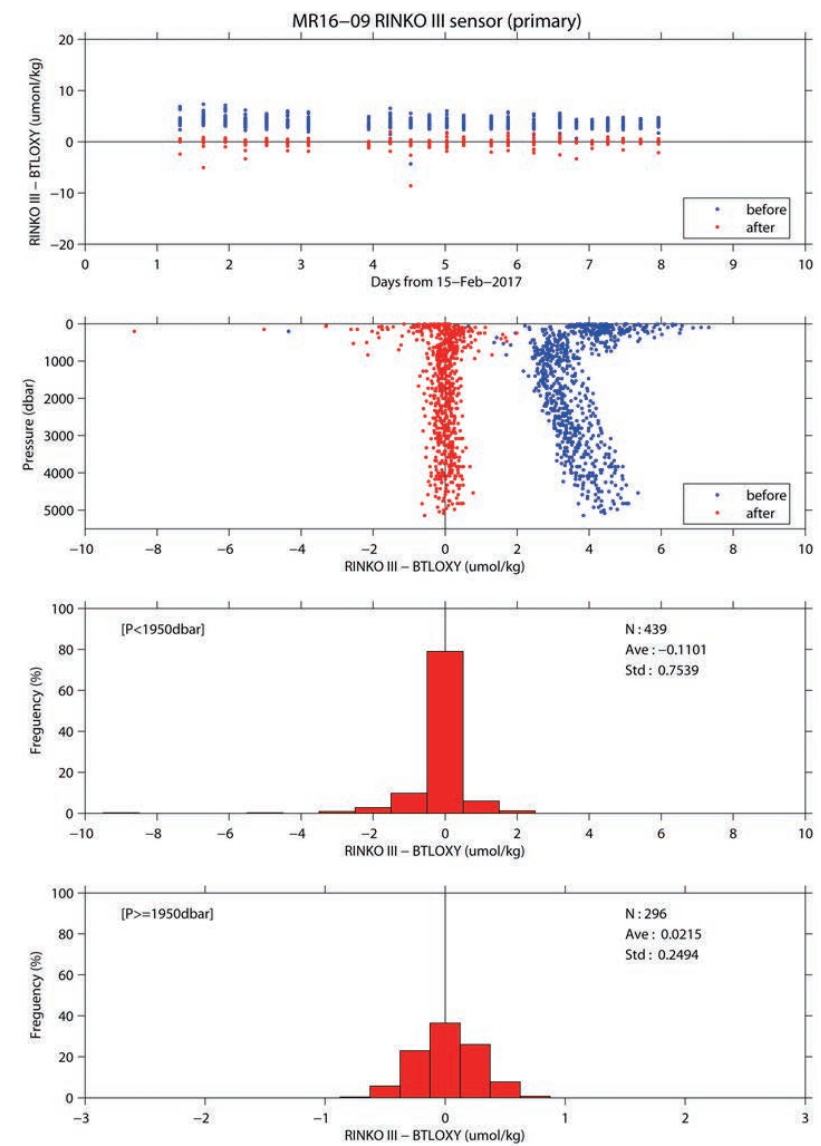 MR16−09 RINKO III sensor (primary)
RINKO III − BTLOXY (umonl/kg)
20
10
0
−10
−20
before
after
0 1 2 3 4 5 6 7 8 9 10
Days from 15−Feb−2017
Pressure (dbar)
0
1000
2000
3000
4000
5000
before
after
−10 −8 −6 −4 −2 0 2 4 6 8 10
RINKO III − BTLOXY (umol/kg)
Freguency (%)
100
80
60
40
20
0
[P<1950dbar]
N : 439
Ave : −0.1101
Std : 0.7539
−10 −8 −6 −4 −2 0 2 4 6 8 10
RINKO III − BTLOXY (umol/kg)
Freguency (%)
100
80
60
40
20
0
[P>=1950dbar]
N : 296
Ave : 0.0215
Std : 0.2494
−3 −2 −1 0 1 2 3
RINKO III − BTLOXY (umol/kg)